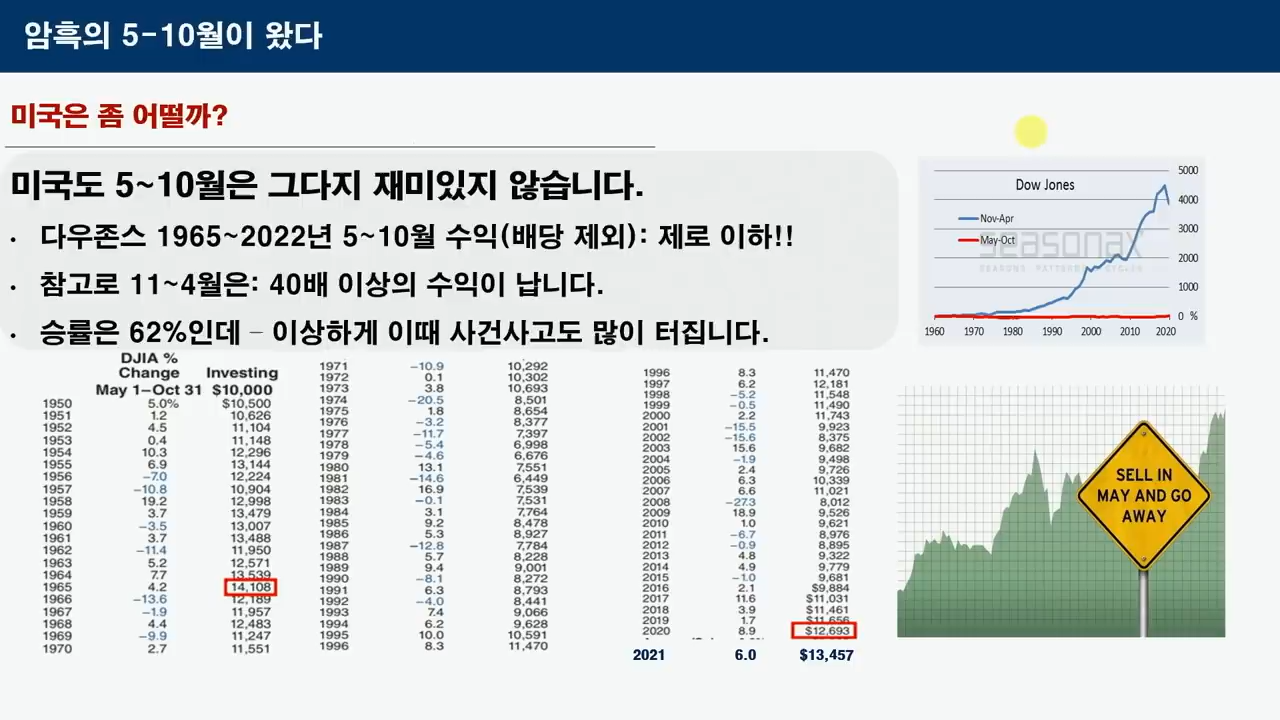 암흑의 5-10월이 왔다
미국은 좀 어떨까?
미국도 5~10월은 그다지 재미있지 않습니다.
• 다우존스 1965~2022년 5~10월 수익(배당 제외): 제로 이하!!
• 참고로 11~4월은: 40배 이상의 수익이 납니다.
• 승률은 62%인데 – 이상하게 이때 사건사고도 많이 터집니다.
Dow Jones
Nov-Apr
May-Oct
seasonax
5000
4000
3000
2000
1000
0 %
1960 1970 1980 1990 2000 2010 2020
DJIA %
Change Investing
May 1–Oct 31 $10,000
1950 5.0% $10,500
1951 1.2 10,626
1952 4.5 11,104
1953 0.4 11,148
1954 10.3 12,296
1955 6.9 13,144
1956 –7.0 12,224
1957 –10.8 10,904
1958 19.2 12,998
1959 3.7 13,479
1960 –3.5 13,007
1961 3.7 13,488
1962 –11.4 11,950
1963 5.2 12,571
1964 7.7 13,539
1965 4.2 14,108
1966 –13.6 12,189
1967 –1.9 11,957
1968 4.4 12,483
1969 –9.9 11,247
1970 2.7 11,551
1971 –10.9 10,292
1972 0.1 10,302
1973 3.8 10,693
1974 –20.5 8,501
1975 1.8 8,654
1976 –3.2 8,377
1977 –11.7 7,397
1978 –5.4 6,998
1979 –4.6 6,676
1980 13.1 7,551
1981 –14.6 6,449
1982 16.9 7,539
1983 –0.1 7,531
1984 3.1 7,764
1985 9.2 8,478
1986 5.3 8,927
1987 –12.8 7,784
1988 5.7 8,228
1989 9.4 9,001
1990 –8.1 8,272
1991 6.3 8,793
1992 –4.0 8,441
1993 7.4 9,066
1994 6.2 9,628
1995 10.0 10,591
1996 8.3 11,470
1996 8.3 11,470
1997 6.2 12,181
1998 –5.2 11,548
1999 –0.5 11,490
2000 2.2 11,743
2001 –15.5 9,923
2002 –15.6 8,375
2003 15.6 9,682
2004 –1.9 9,498
2005 2.4 9,726
2006 6.3 10,339
2007 6.6 11,021
2008 –27.3 8,012
2009 18.9 9,526
2010 1.0 9,621
2011 –6.7 8,976
2012 –0.9 8,895
2013 4.8 9,322
2014 4.9 9,779
2015 –1.0 9,681
2016 2.1 $9,884
2017 11.6 $11,031
2018 3.9 $11,461
2019 1.7 $11,656
2020 8.9 $12,693
2021 6.0 $13,457
SELL IN
MAY AND GO
AWAY